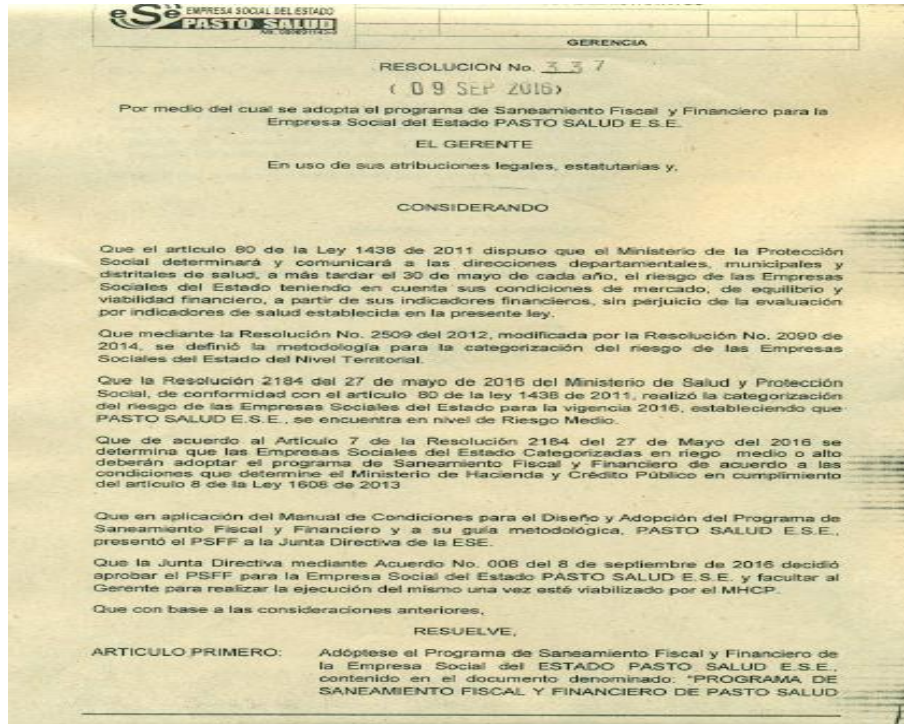 eSe EMPRESA SOCIAL DEL ESTADO
PASTO SALUD
GERENCIA
RESOLUCION No. 3 3 7
( 0 9 SEP 2016)
Por medio del cual se adopta el programa de Saneamiento Fiscal y Financiero para la
Empresa Social del Estado PASTO SALUD E.S.E.
EL GERENTE
En uso de sus atribuciones legales, estatutarias y,
CONSIDERANDO
Que el artículo 80 de la Ley 1438 de 2011 dispuso que el Ministerio de la Protección
Social determinará y comunicará a las direcciones departamentales, municipales y
distritales de salud, a más tardar el 30 de mayo de cada año, el riesgo de las Empresas
Sociales del Estado teniendo en cuenta sus condiciones de mercado, de equilibrio y
viabilidad financiero, a partir de sus indicadores financieros, sin perjuicio de la evaluación
por indicadores de salud establecida en la presente ley.
Que mediante la Resolución No. 2509 del 2012, modificada por la Resolución No. 2090 de
2014, se definió la metodología para la categorización del riesgo de las Empresas
Sociales del Estado del Nivel Territorial.
Que la Resolución 2184 del 27 de mayo de 2016 del Ministerio de Salud y Protección
Social, de conformidad con el artículo 80 de la ley 1438 de 2011, realizó la categorización
del riesgo de las Empresas Sociales del Estado para la vigencia 2016, estableciendo que
PASTO SALUD E.S.E., se encuentra en nivel de Riesgo Medio.
Que de acuerdo al Artículo 7 de la Resolución 2184 del 27 de Mayo del 2016 se
determina que las Empresas Sociales del Estado Categorizadas en riego medio o alto
deberán adoptar el programa de Saneamiento Fiscal y Financiero de acuerdo a las
condiciones que determine el Ministerio de Hacienda y Crédito Público en cumplimiento
del artículo 8 de la Ley 1608 de 2013
Que en aplicación del Manual de Condiciones para el Diseño y Adopción del Programa de
Saneamiento Fiscal y Financiero y a su guía metodológica, PASTO SALUD E.S.E.,
presentó el PSFF a la Junta Directiva de la ESE.
Que la Junta Directiva mediante Acuerdo No. 008 del 8 de septiembre de 2016 decidió
aprobar el PSFF para la Empresa Social del Estado PASTO SALUD E.S.E. y facultar al
Gerente para realizar la ejecución del mismo una vez esté viabilizado por el MHCP.
Que con base a las consideraciones anteriores,
RESUELVE,
ARTICULO PRIMERO: Adóptese el Programa de Saneamiento Fiscal y Financiero de
la Empresa Social del ESTADO PASTO SALUD E.S.E.,
contenido en el documento denominado: "PROGRAMA DE
SANEAMIENTO FISCAL Y FINANCIERO DE PASTO SALUD